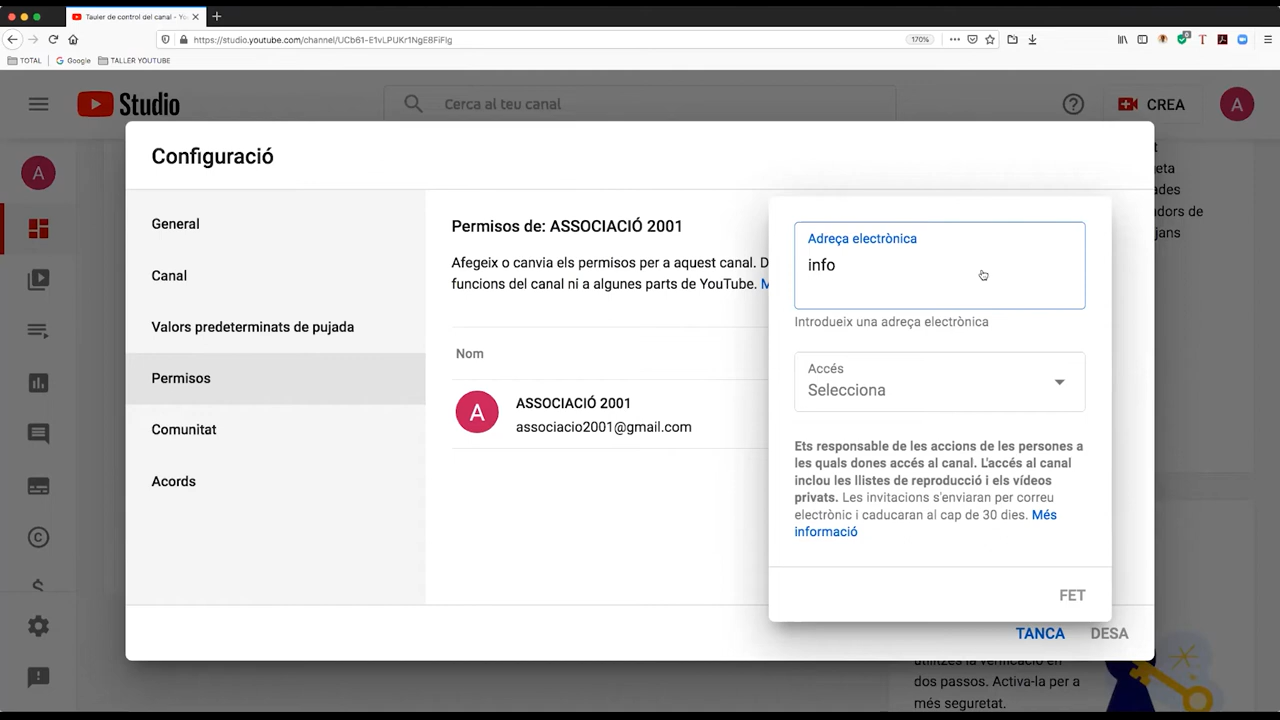 Tauler de control del canal - Yo
https://studio.youtube.com/channel/UCb61-E1vLPUKr1NgE8FiFlg
170%
TOTAL
Google
TALLER YOUTUBE
Studio
Cerca al teu canal
CREA
A
A
Configuració
General
Canal
Valors predeterminats de pujada
Permisos
Comunitat
Acords
Permisos de: ASSOCIACIÓ 2001
Afegeix o canvia els permisos per a aquest canal. D
funcions del canal ni a algunes parts de YouTube. M
Nom
A
ASSOCIACIÓ 2001
associacio2001@gmail.com
Adreça electrònica
info
Introdueix una adreça electrònica
Accés
Selecciona
Ets responsable de les accions de les persones a
les quals dones accés al canal. L'accés al canal
inclou les llistes de reproducció i els vídeos
privats. Les invitacions s'enviaran per correu
electrònic i caducaran al cap de 30 dies. Més
informació
FET
TANCA
DESA
t
eta
ades
ndors de
jans
utilitzes la verificació en
dos passos. Activa-la per a
més seguretat.